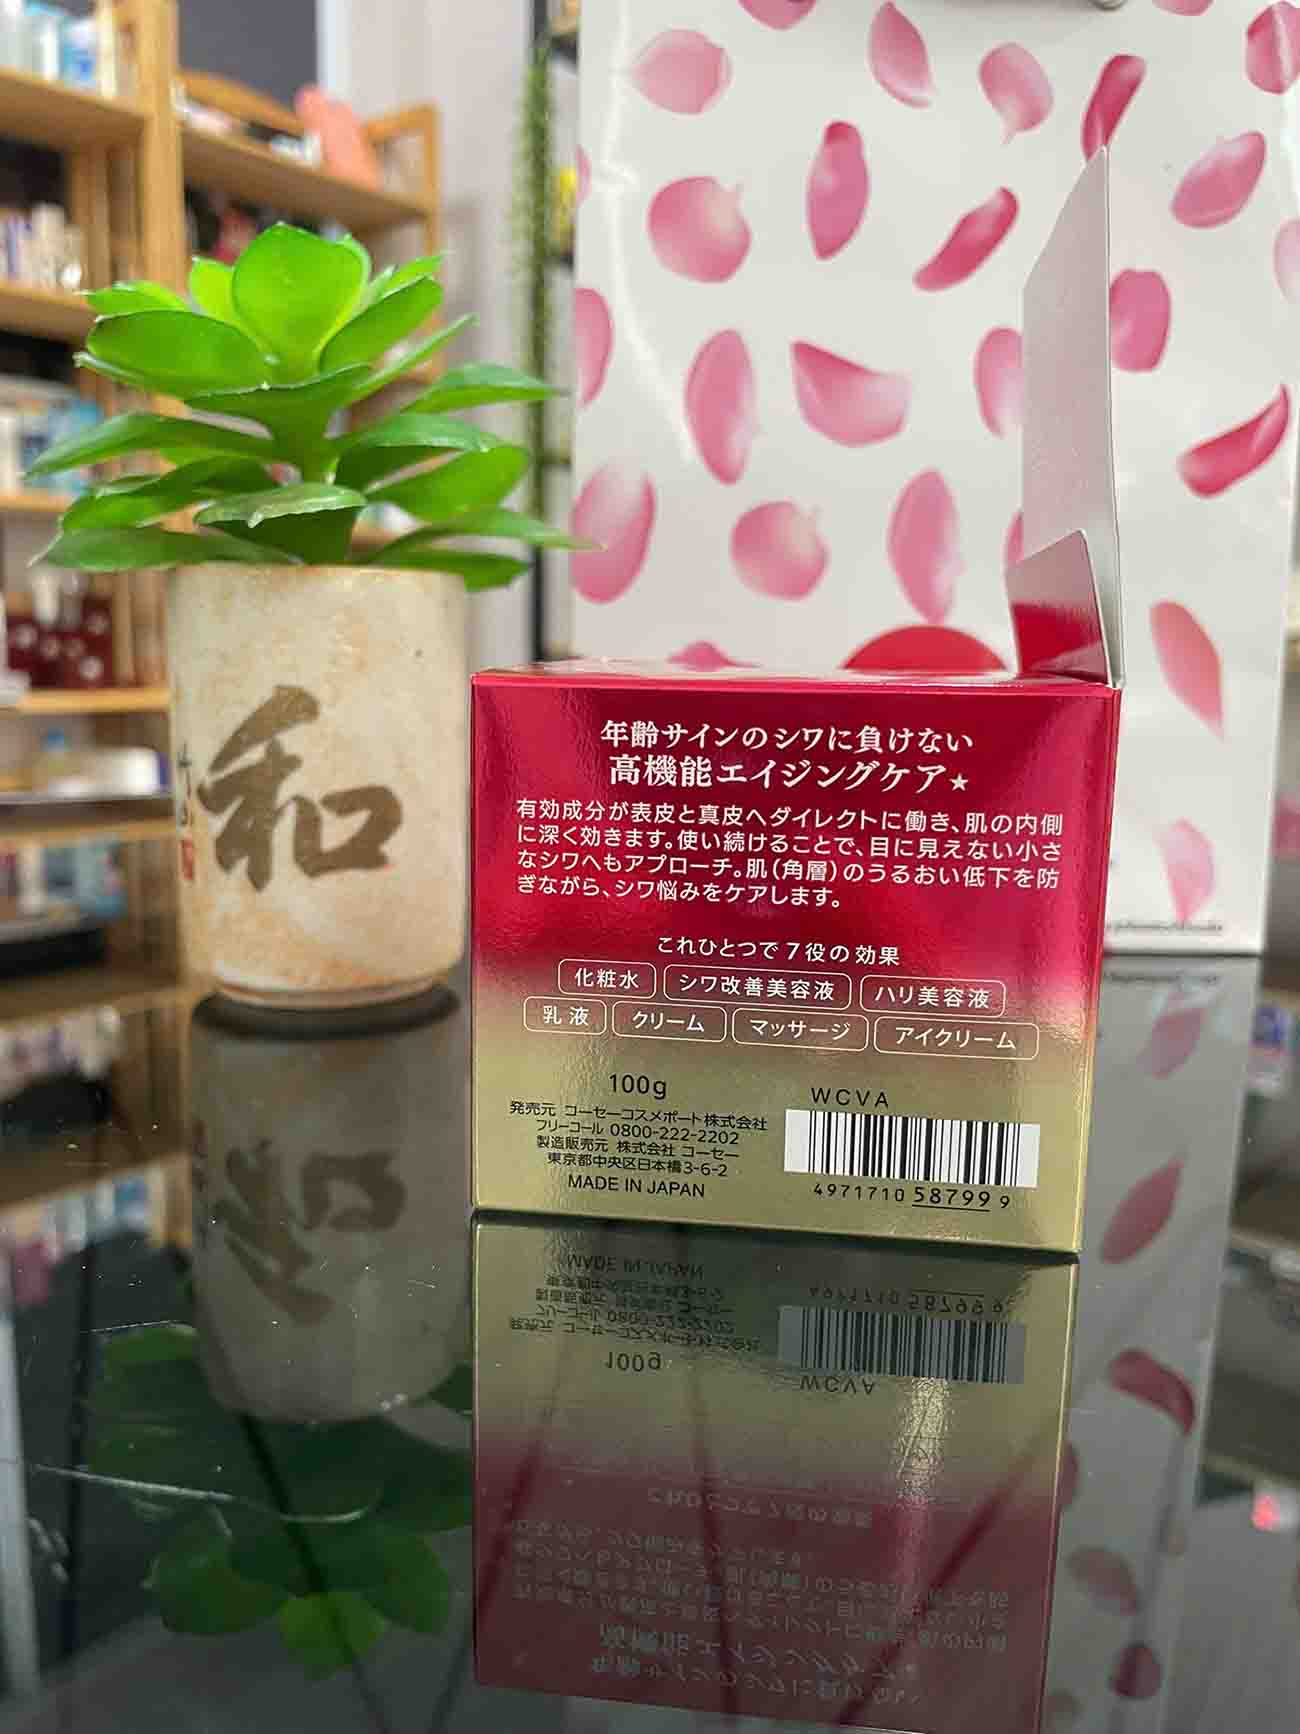 和
年齢サインのシワに負けない
高機能エイジングケア★
有効成分が表皮と真皮へダイレクトに働き、肌の内側
に深く効きます。使い続けることで、目に見えない小さ
なシワへもアプローチ。肌(角層)のうるおい低下を防
ぎながら、シワ悩みをケアします。
これひとつで7役の効果
化粧水 シワ改善美容液 ハリ美容液
乳液 クリーム マッサージ アイクリーム
100g
発売元 コーセーコスメポート株式会社
フリーコール 0800-222-2202
製造販売元 株式会社 コーセー
東京都中央区日本橋3-6-2
MADE IN JAPAN
WCVA
4971710587999